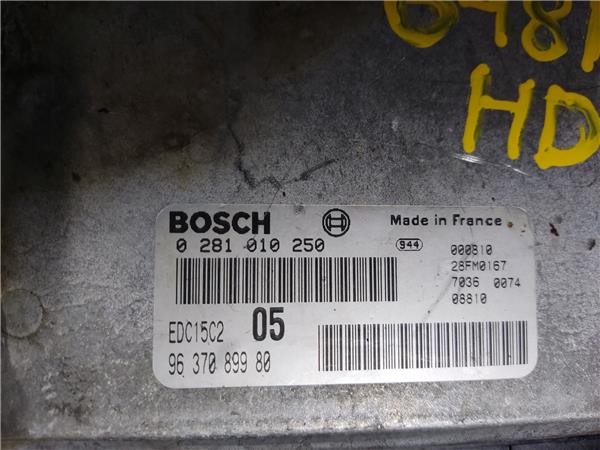 HD
BOSCH
Made in France
0 281 010 250
944
000810
28FM0167
7036 0074
08810
EDC15C2 05
96 370 899 80